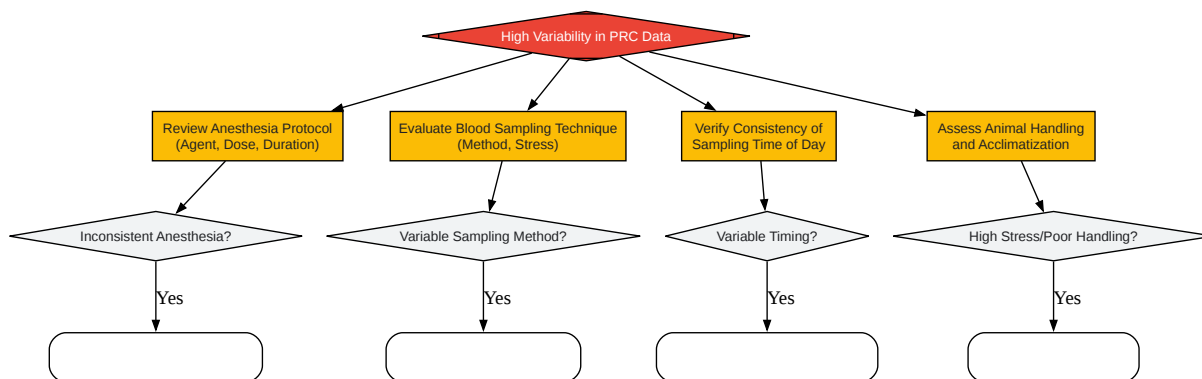 High Variability in PRC Data
Review Anesthesia Protocol
(Agent, Dose, Duration)
Evaluate Blood Sampling Technique
(Method, Stress)
Verify Consistency of
Sampling Time of Day
Assess Animal Handling
and Acclimatization
Inconsistent Anesthesia?
Variable Sampling Method?
Variable Timing?
High Stress/Poor Handling?
Yes
Yes
Yes
Yes